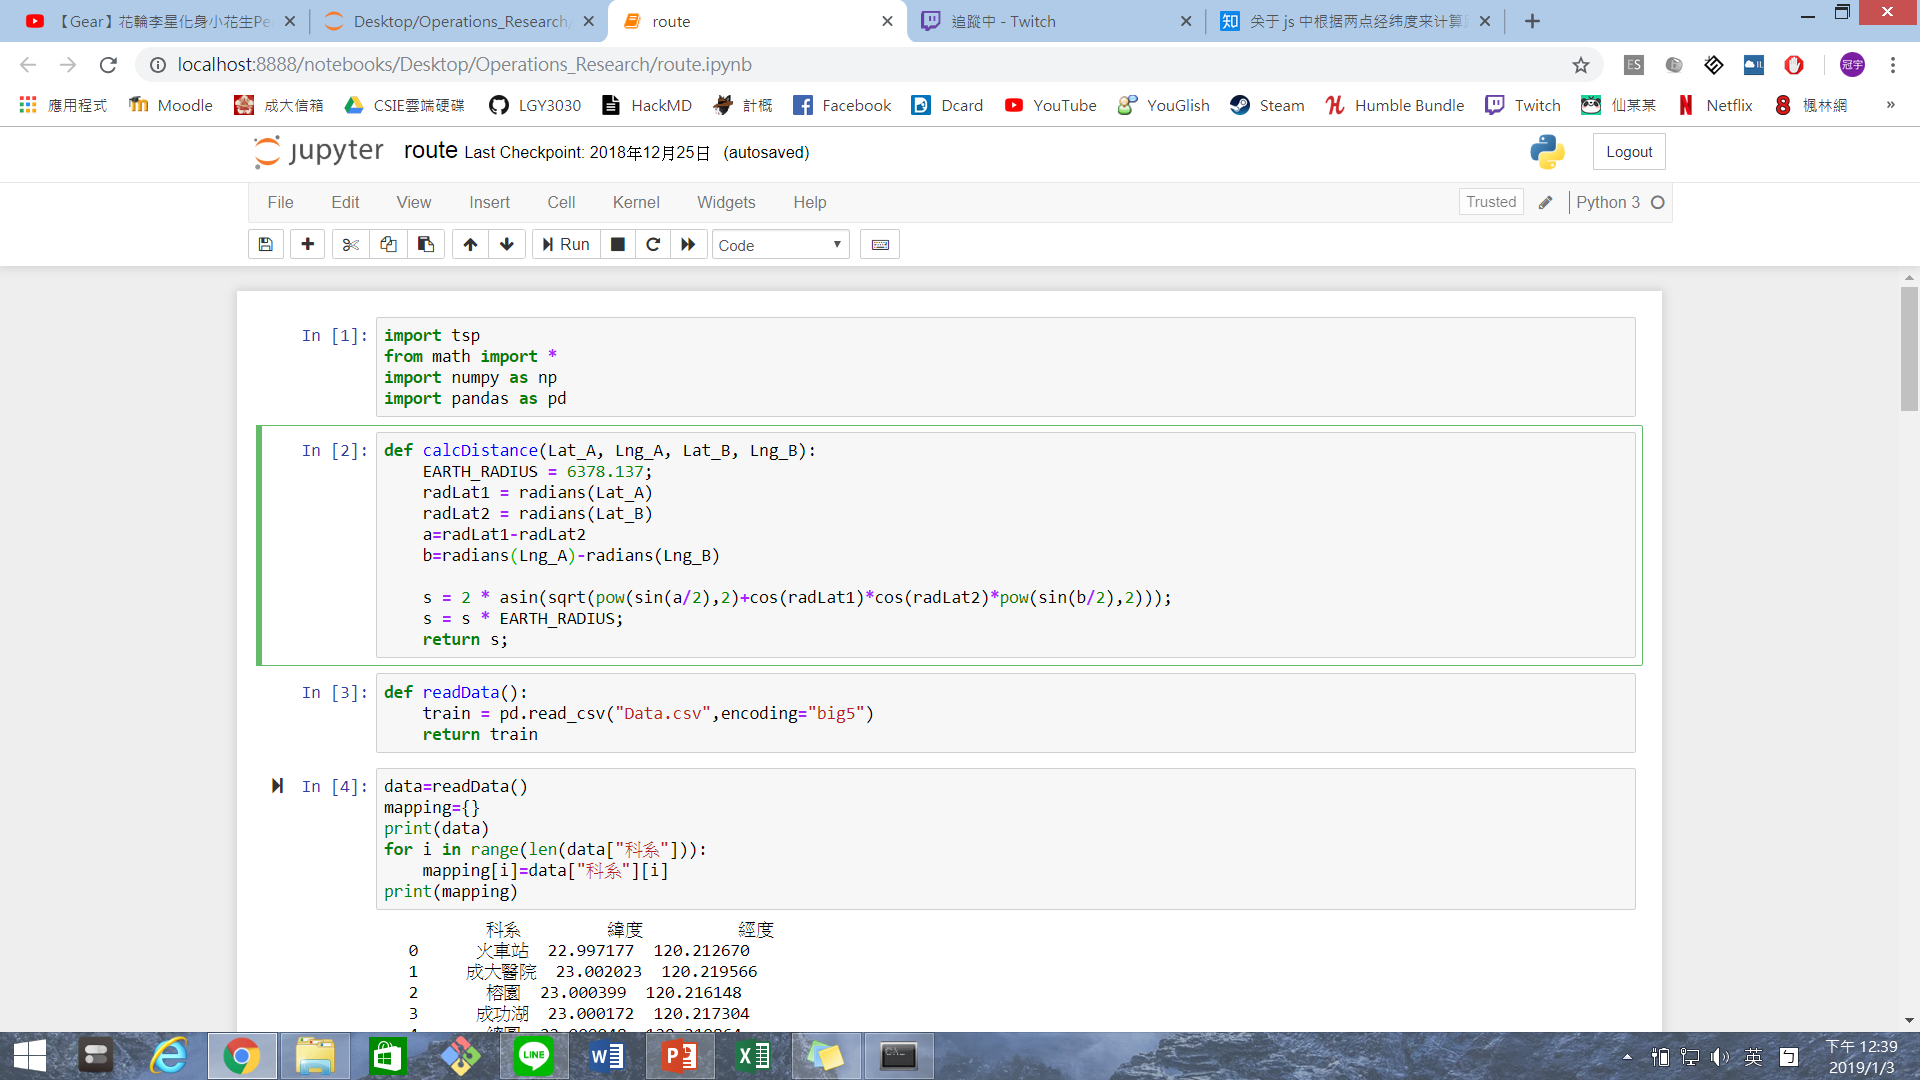 【Gear】花輪李星化身小花生Pe
Desktop/Operations_Research/
route
追蹤中 - Twitch
关于 js 中根据两点经纬度来计算
localhost:8888/notebooks/Desktop/Operations_Research/route.ipynb
應用程式 Moodle 成大信箱 CSIE雲端硬碟 LGY3030 HackMD 計概 Facebook Dcard YouTube YouGlish Steam Humble Bundle Twitch 仙某某 Netflix 楓林網 »
jupyter route Last Checkpoint: 2018年12月25日 (autosaved)
Logout
File Edit View Insert Cell Kernel Widgets Help Trusted Python 3
Run Code
In [1]: import tsp
from math import *
import numpy as np
import pandas as pd
In [2]: def calcDistance(Lat_A, Lng_A, Lat_B, Lng_B):
    EARTH_RADIUS = 6378.137;
    radLat1 = radians(Lat_A)
    radLat2 = radians(Lat_B)
    a=radLat1-radLat2
    b=radians(Lng_A)-radians(Lng_B)
    s = 2 * asin(sqrt(pow(sin(a/2),2)+cos(radLat1)*cos(radLat2)*pow(sin(b/2),2)));
    s = s * EARTH_RADIUS;
    return s;
In [3]: def readData():
    train = pd.read_csv("Data.csv",encoding="big5")
    return train
In [4]: data=readData()
mapping={}
print(data)
for i in range(len(data["科系"])):
    mapping[i]=data["科系"][i]
print(mapping)
科系 緯度 經度
0 火車站 22.997177 120.212670
1 成大醫院 23.002023 120.219566
2 榕園 23.000399 120.216148
3 成功湖 23.000172 120.217304
英
下午 12:39
2019/1/3